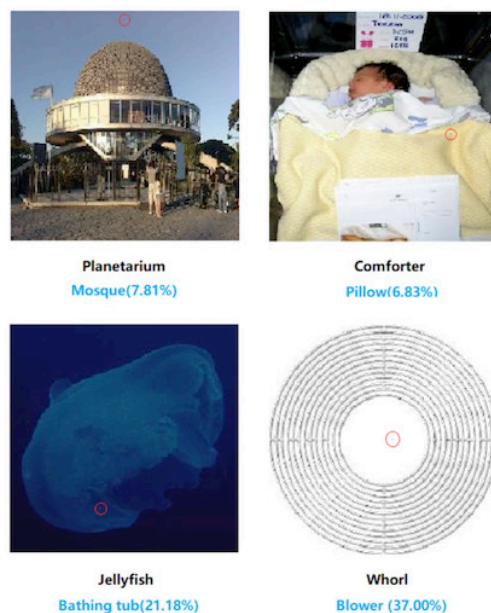 Planetarium
Mosque(7.81%)
Comforter
Pillow(6.83%)
Jellyfish
Bathing tub(21.18%)
Whorl
Blower (37.00%)